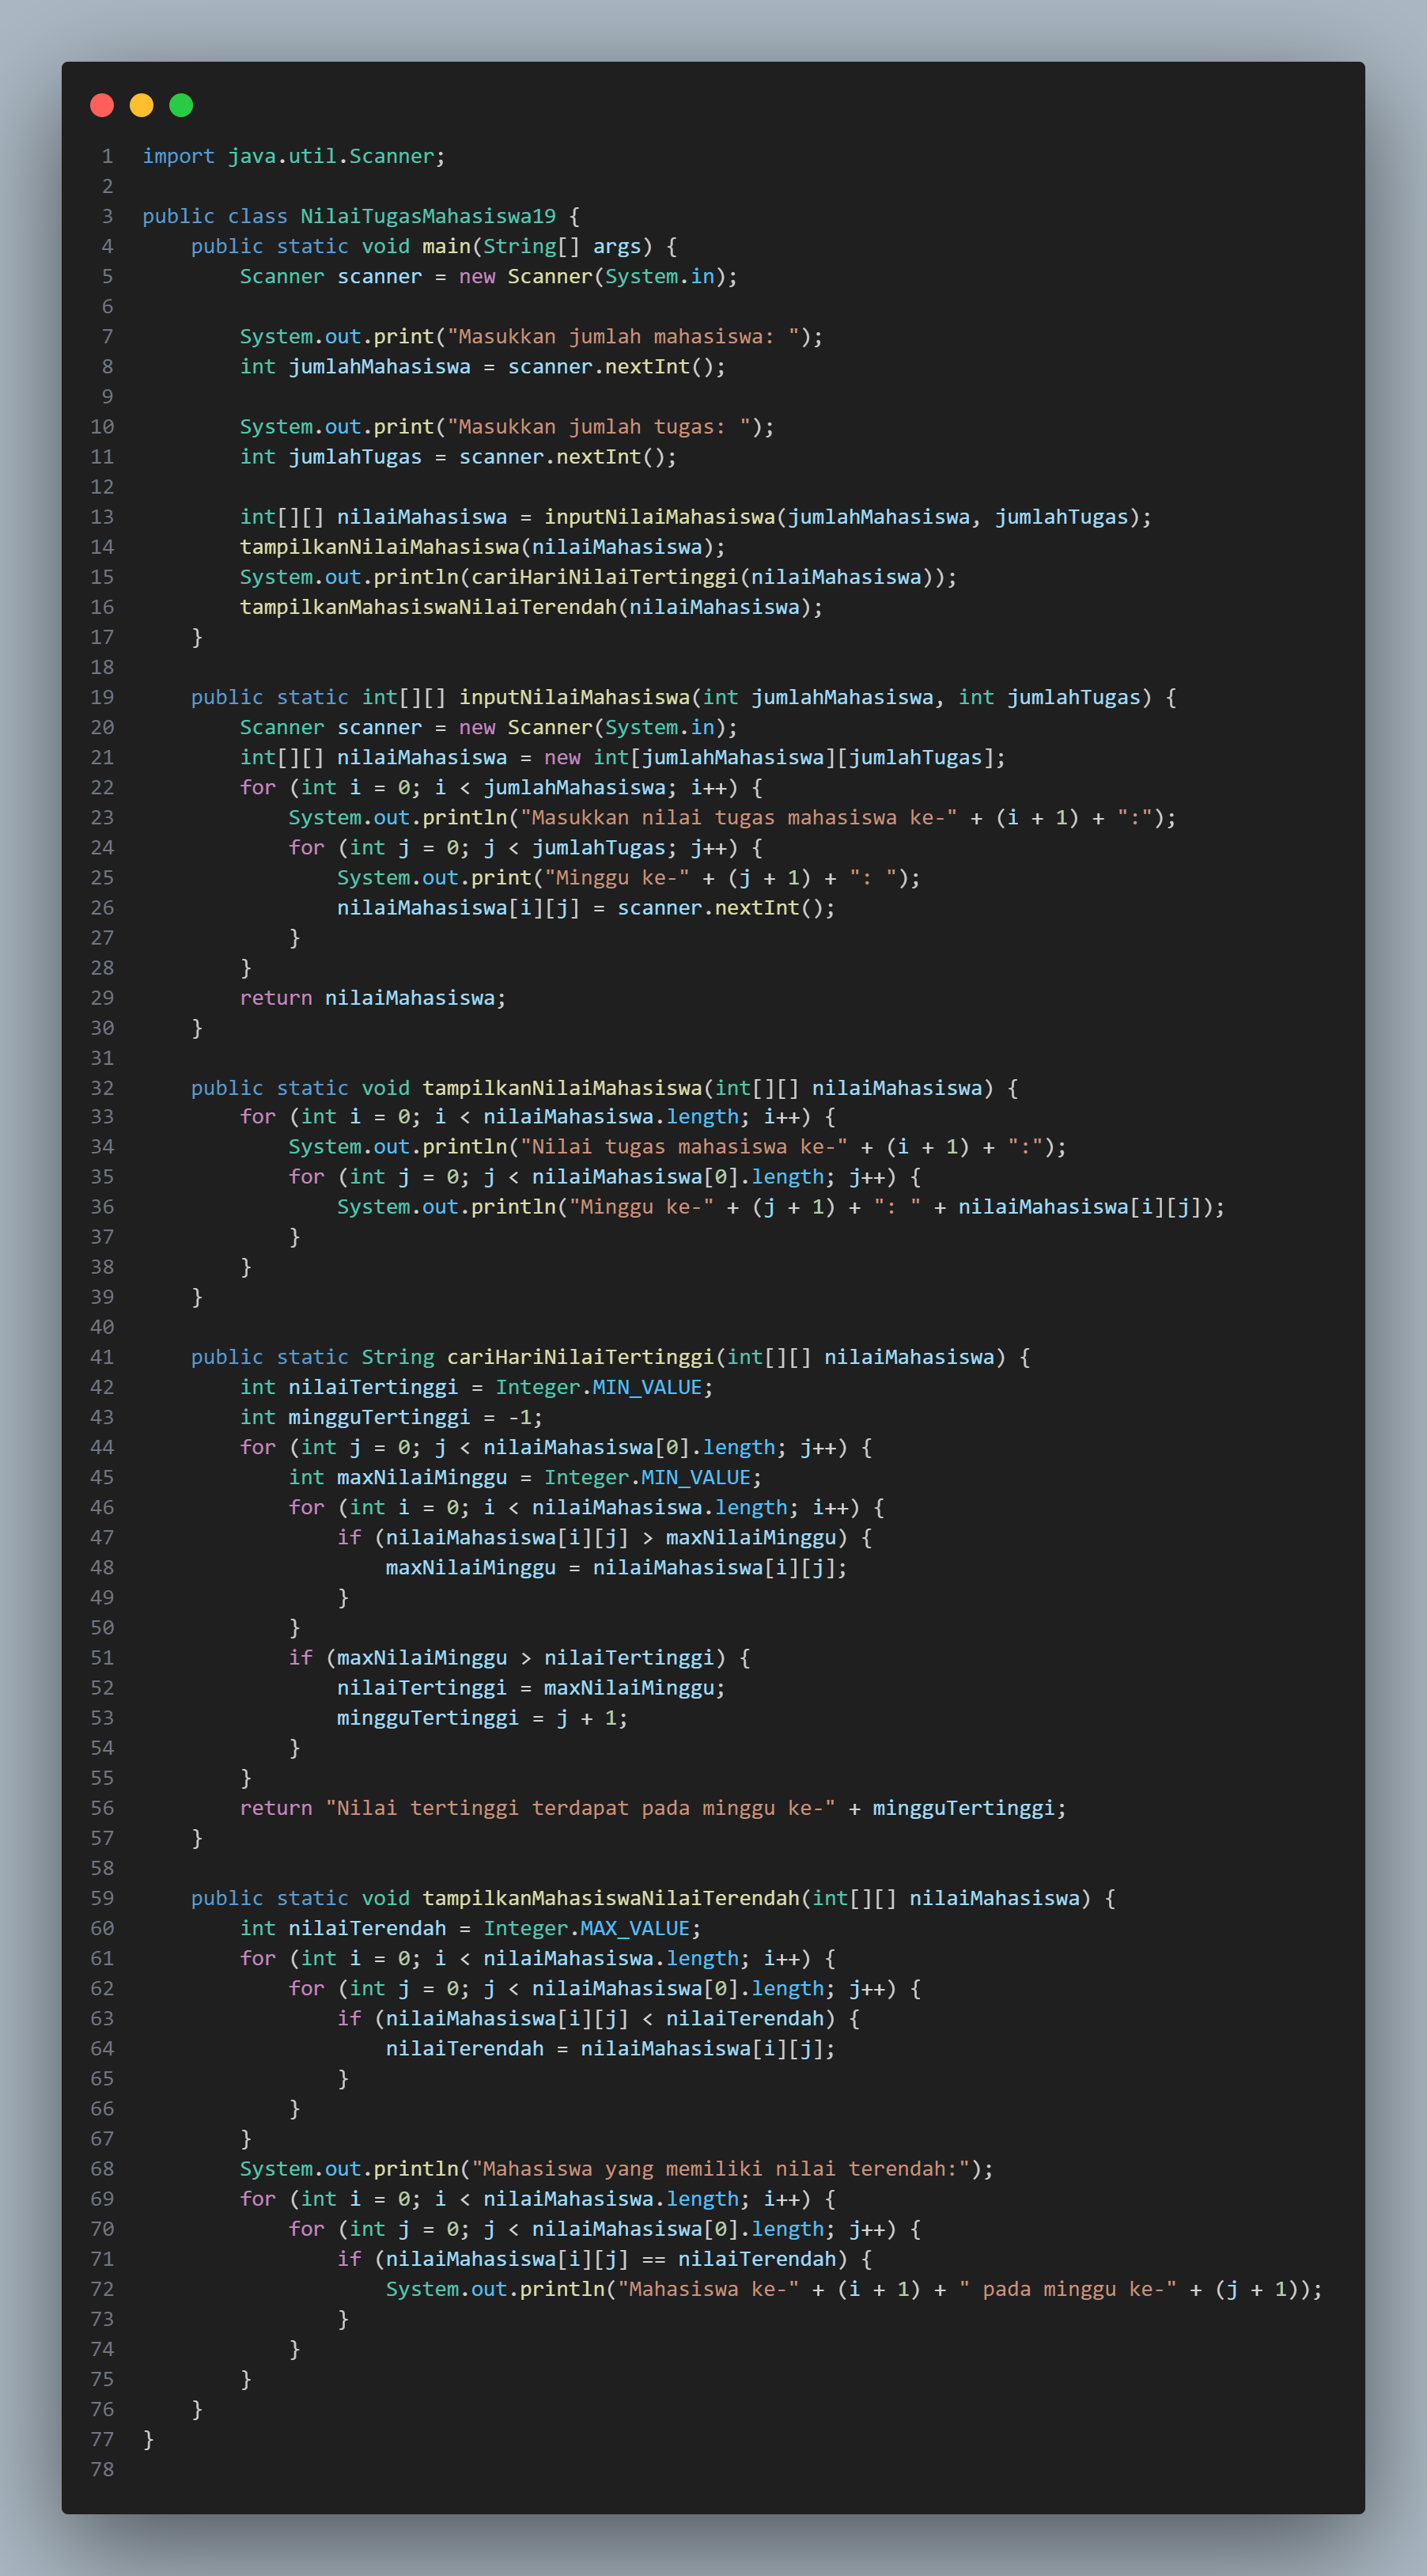 1 import java.util.Scanner;
2
3 public class NilaiTugasMahasiswa19 {
4     public static void main(String[] args) {
5         Scanner scanner = new Scanner(System.in);
6
7         System.out.print("Masukkan jumlah mahasiswa: ");
8         int jumlahMahasiswa = scanner.nextInt();
9
10         System.out.print("Masukkan jumlah tugas: ");
11         int jumlahTugas = scanner.nextInt();
12
13         int[][] nilaiMahasiswa = inputNilaiMahasiswa(jumlahMahasiswa, jumlahTugas);
14         tampilkanNilaiMahasiswa(nilaiMahasiswa);
15         System.out.println(cariHariNilaiTertinggi(nilaiMahasiswa));
16         tampilkanMahasiswaNilaiTerendah(nilaiMahasiswa);
17     }
18
19     public static int[][] inputNilaiMahasiswa(int jumlahMahasiswa, int jumlahTugas) {
20         Scanner scanner = new Scanner(System.in);
21         int[][] nilaiMahasiswa = new int[jumlahMahasiswa][jumlahTugas];
22         for (int i = 0; i < jumlahMahasiswa; i++) {
23             System.out.println("Masukkan nilai tugas mahasiswa ke-" + (i + 1) + ":");
24             for (int j = 0; j < jumlahTugas; j++) {
25                 System.out.print("Minggu ke-" + (j + 1) + ": ");
26                 nilaiMahasiswa[i][j] = scanner.nextInt();
27             }
28         }
29         return nilaiMahasiswa;
30     }
31
32     public static void tampilkanNilaiMahasiswa(int[][] nilaiMahasiswa) {
33         for (int i = 0; i < nilaiMahasiswa.length; i++) {
34             System.out.println("Nilai tugas mahasiswa ke-" + (i + 1) + ":");
35             for (int j = 0; j < nilaiMahasiswa[0].length; j++) {
36                 System.out.println("Minggu ke-" + (j + 1) + ": " + nilaiMahasiswa[i][j]);
37             }
38         }
39     }
40
41     public static String cariHariNilaiTertinggi(int[][] nilaiMahasiswa) {
42         int nilaiTertinggi = Integer.MIN_VALUE;
43         int mingguTertinggi = -1;
44         for (int j = 0; j < nilaiMahasiswa[0].length; j++) {
45             int maxNilaiMinggu = Integer.MIN_VALUE;
46             for (int i = 0; i < nilaiMahasiswa.length; i++) {
47                 if (nilaiMahasiswa[i][j] > maxNilaiMinggu) {
48                     maxNilaiMinggu = nilaiMahasiswa[i][j];
49                 }
50             }
51             if (maxNilaiMinggu > nilaiTertinggi) {
52                 nilaiTertinggi = maxNilaiMinggu;
53                 mingguTertinggi = j + 1;
54             }
55         }
56         return "Nilai tertinggi terdapat pada minggu ke-" + mingguTertinggi;
57     }
58
59     public static void tampilkanMahasiswaNilaiTerendah(int[][] nilaiMahasiswa) {
60         int nilaiTerendah = Integer.MAX_VALUE;
61         for (int i = 0; i < nilaiMahasiswa.length; i++) {
62             for (int j = 0; j < nilaiMahasiswa[0].length; j++) {
63                 if (nilaiMahasiswa[i][j] < nilaiTerendah) {
64                     nilaiTerendah = nilaiMahasiswa[i][j];
65                 }
66             }
67         }
68         System.out.println("Mahasiswa yang memiliki nilai terendah:");
69         for (int i = 0; i < nilaiMahasiswa.length; i++) {
70             for (int j = 0; j < nilaiMahasiswa[0].length; j++) {
71                 if (nilaiMahasiswa[i][j] == nilaiTerendah) {
72                     System.out.println("Mahasiswa ke-" + (i + 1) + " pada minggu ke-" + (j + 1));
73                 }
74             }
75         }
76     }
77 }
78